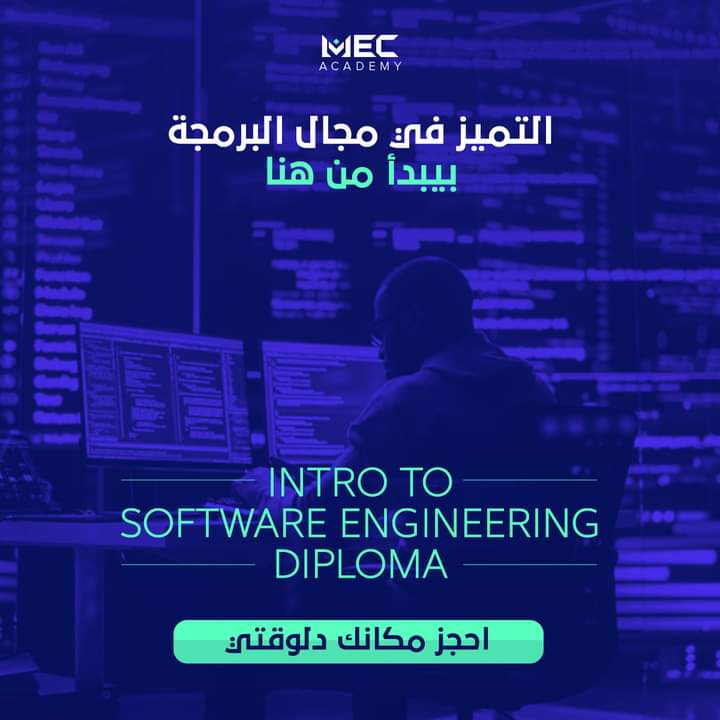 MEC
ACADEMY
التميز في مجال البرمجة
بيبدأ من هنا
INTRO TO
SOFTWARE ENGINEERING
DIPLOMA
احجز مكانك دلوقتي